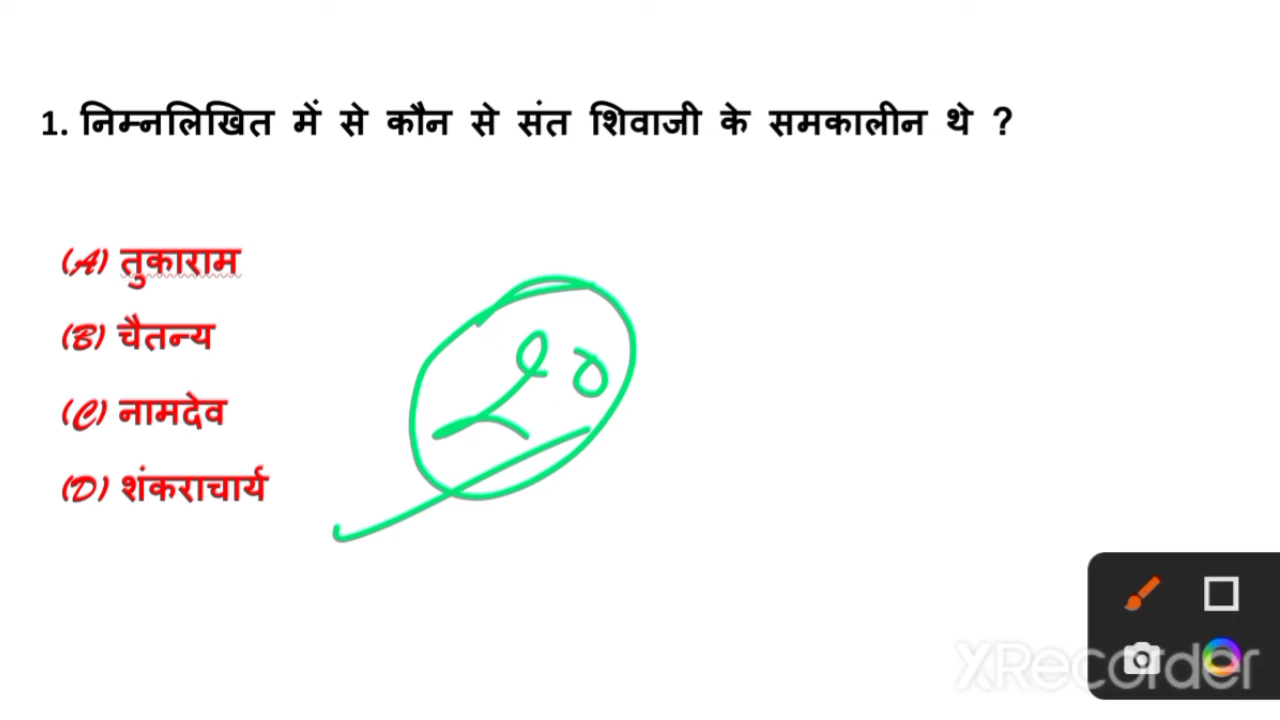 1. निम्नलिखित में से कौन से संत शिवाजी के समकालीन थे ?
(A) तुकाराम
(B) चैतन्य
(C) नामदेव
(D) शंकराचार्य
XRecorder